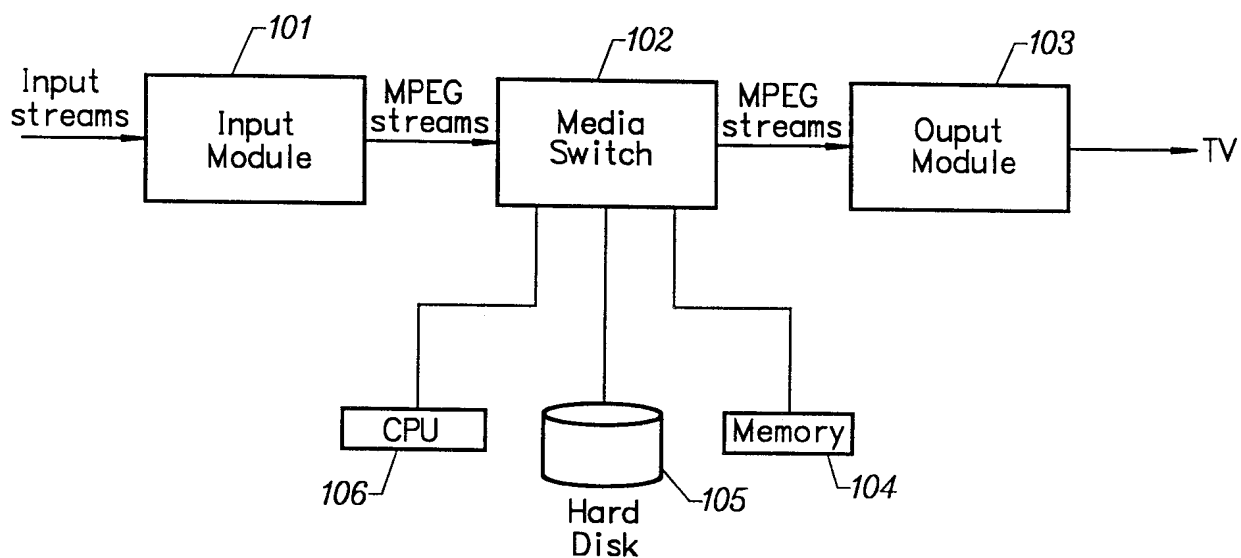 101
102
103
Input
streams
Input
Module
MPEG
streams
Media
Switch
MPEG
streams
Ouput
Module
TV
CPU
106
Hard
Disk
105
Memory
104